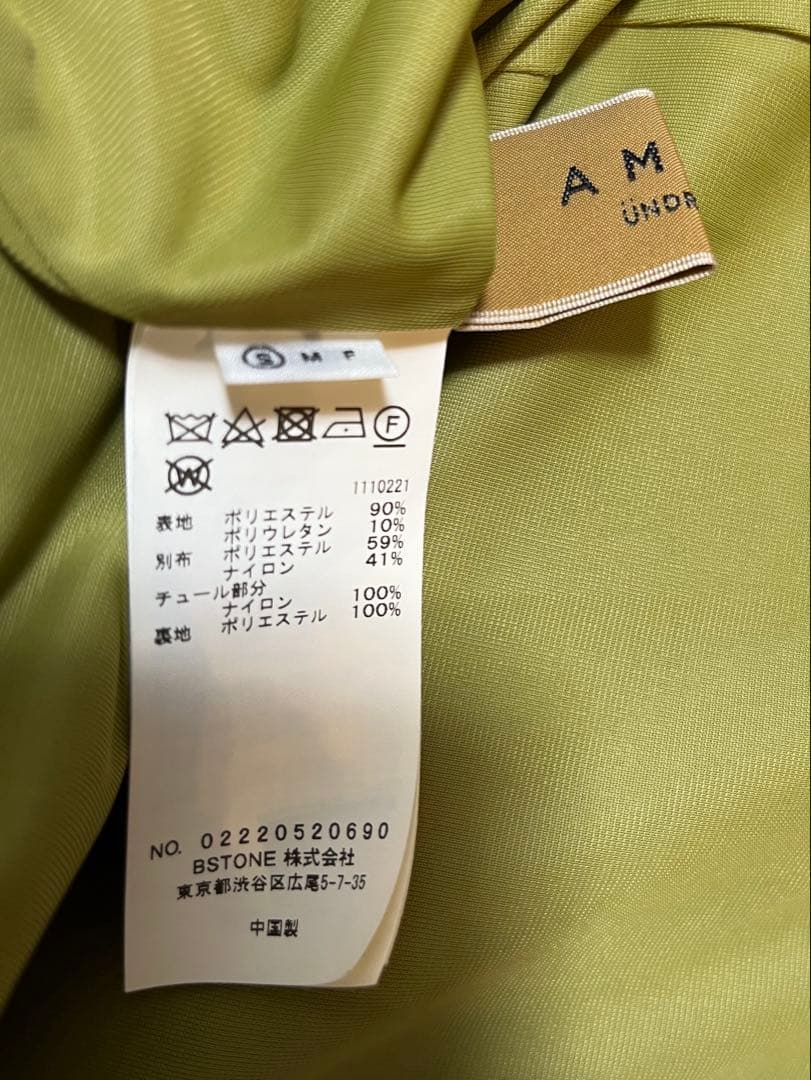 A M
ÜNDR
S M F
F
W
1110221
表地 ポリエステル 90%
ポリウレタン 10%
別布 ポリエステル 59%
ナイロン 41%
チュール部分
ナイロン 100%
裏地 ポリエステル 100%
NO. 02220520690
BSTONE 株式会社
東京都渋谷区広尾5-7-35
中国製